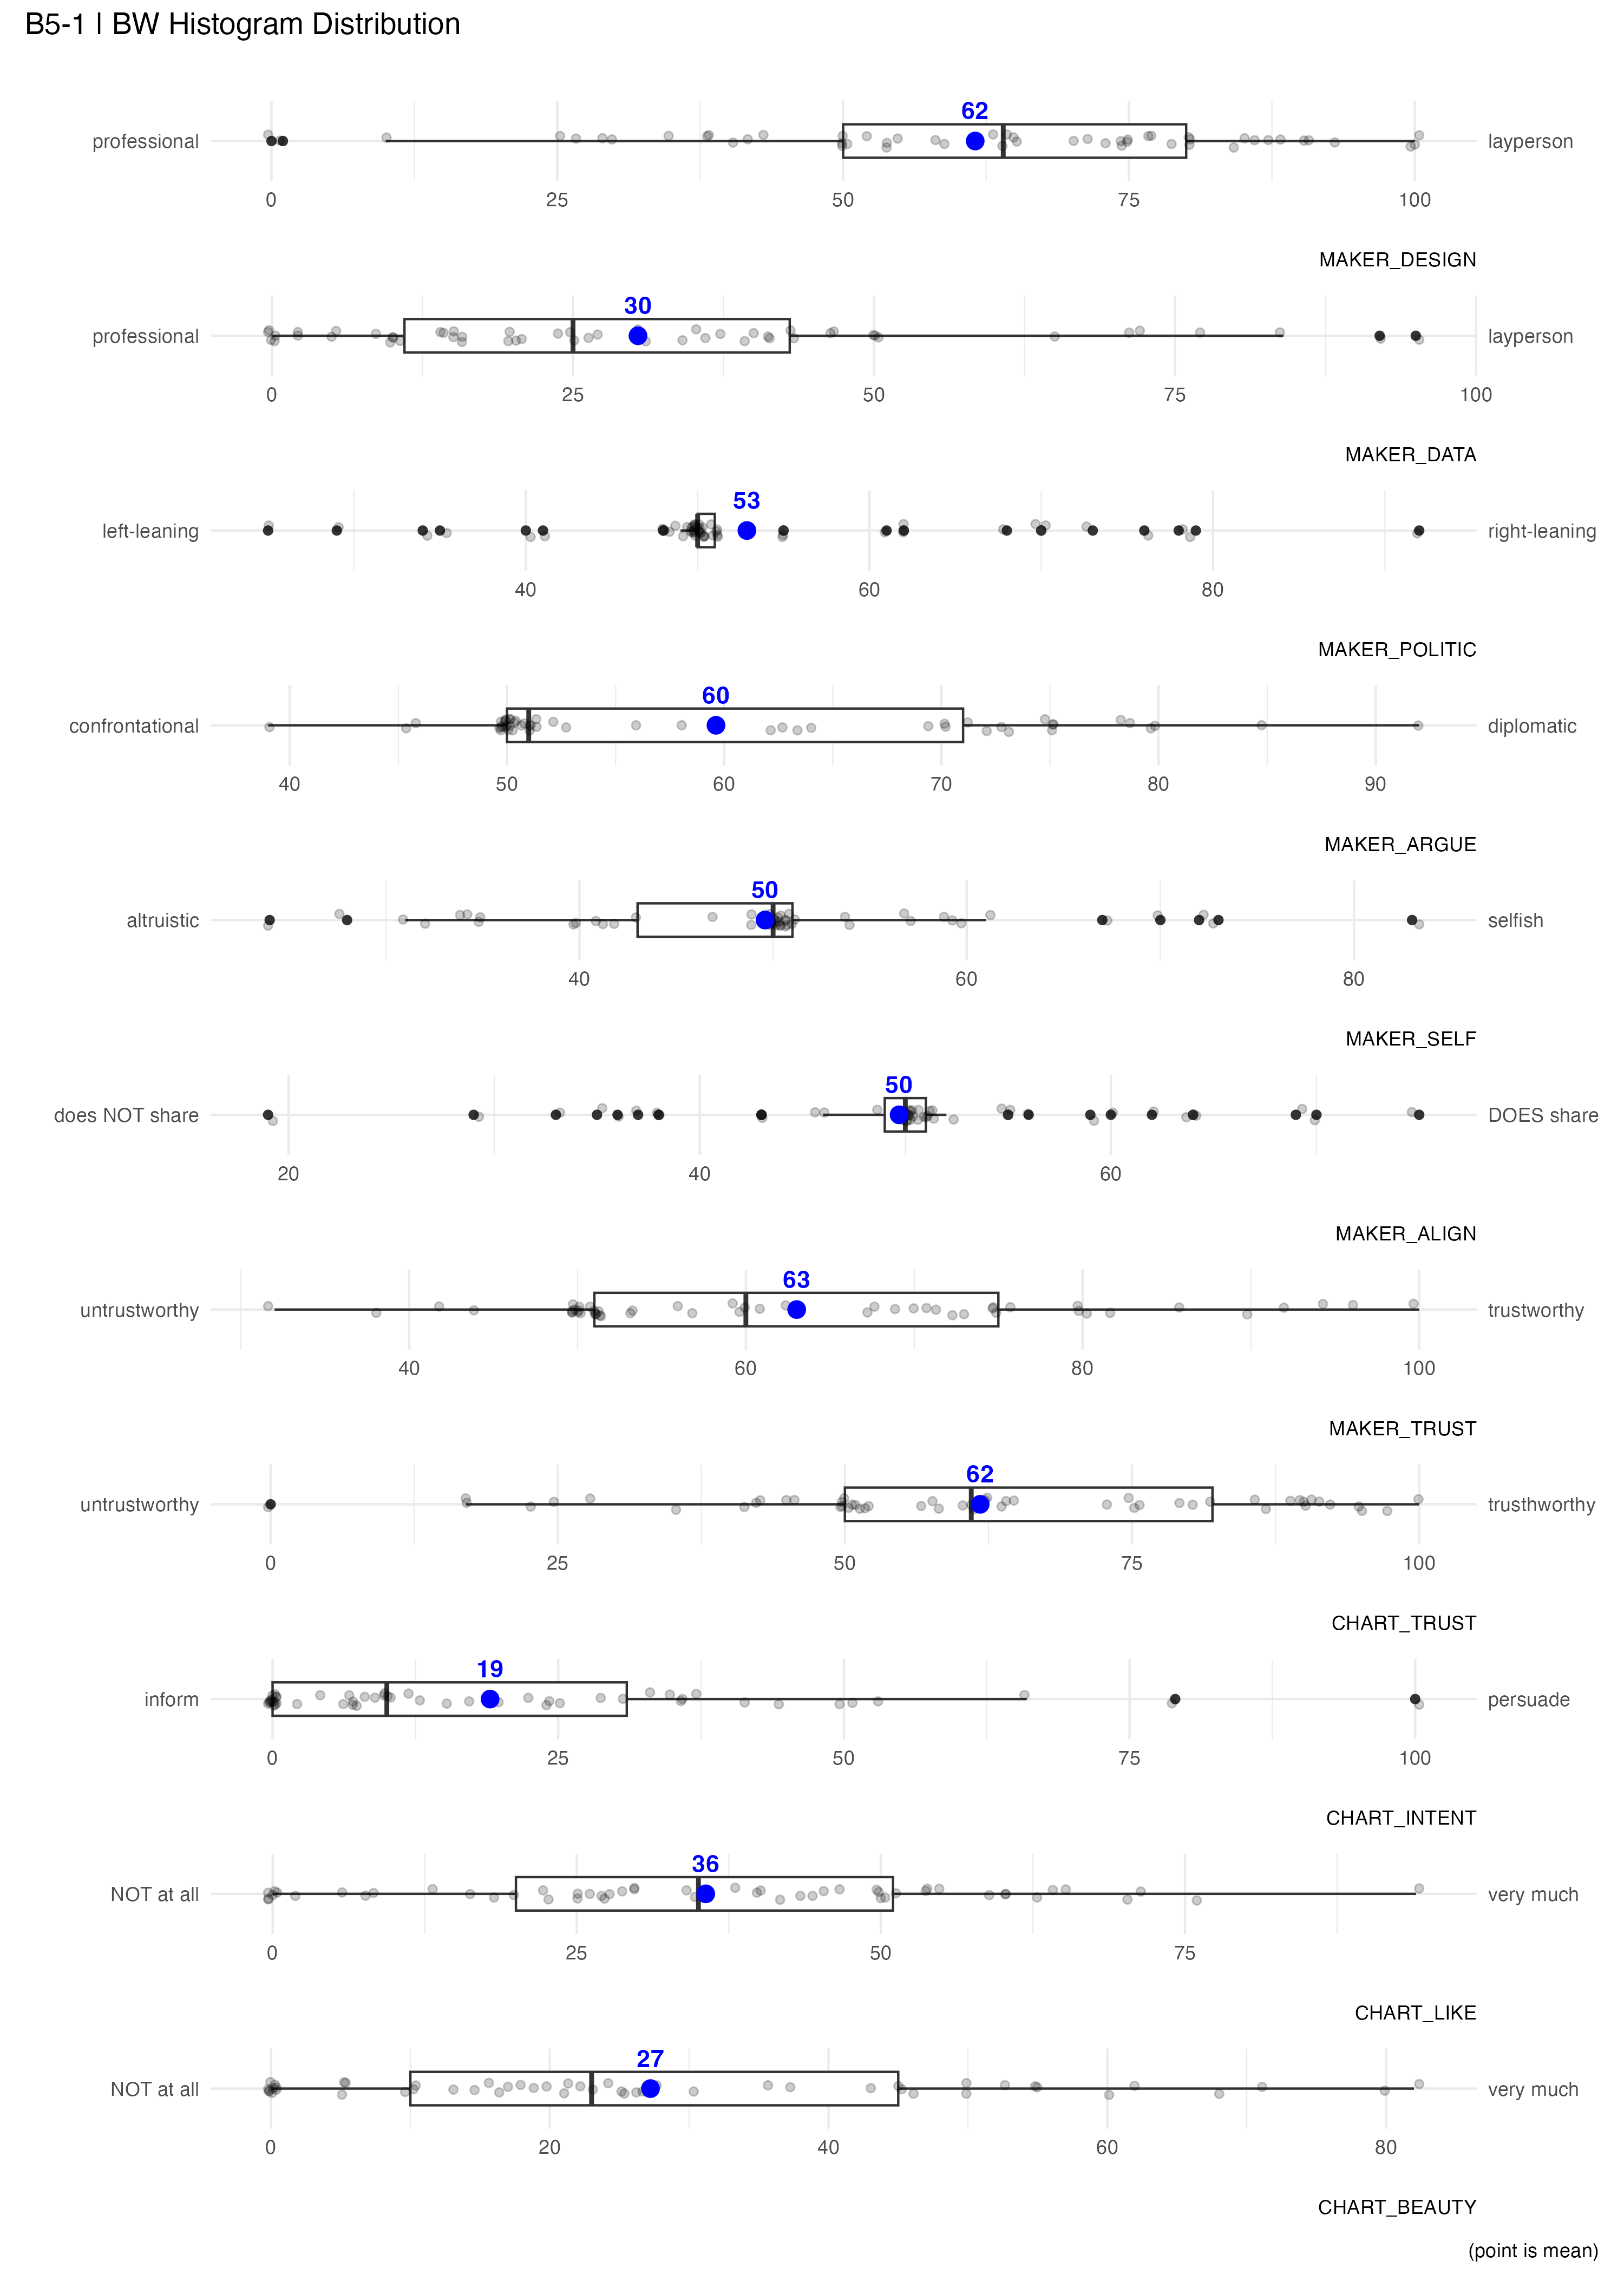 B5-1 | BW Histogram Distribution
62
professional layperson
0 25 50 75 100
MAKER_DESIGN
30
professional layperson
0 25 50 75 100
MAKER_DATA
53
left-leaning right-leaning
40 60 80
MAKER_POLITIC
60
confrontational diplomatic
40 50 60 70 80 90
MAKER_ARGUE
50
altruistic selfish
40 60 80
MAKER_SELF
50
does NOT share DOES share
20 40 60
MAKER_ALIGN
63
untrustworthy trustworthy
40 60 80 100
MAKER_TRUST
62
untrustworthy trusthworthy
0 25 50 75 100
CHART_TRUST
19
inform persuade
0 25 50 75 100
CHART_INTENT
36
NOT at all very much
0 25 50 75
CHART_LIKE
27
NOT at all very much
0 20 40 60 80
CHART_BEAUTY
(point is mean)